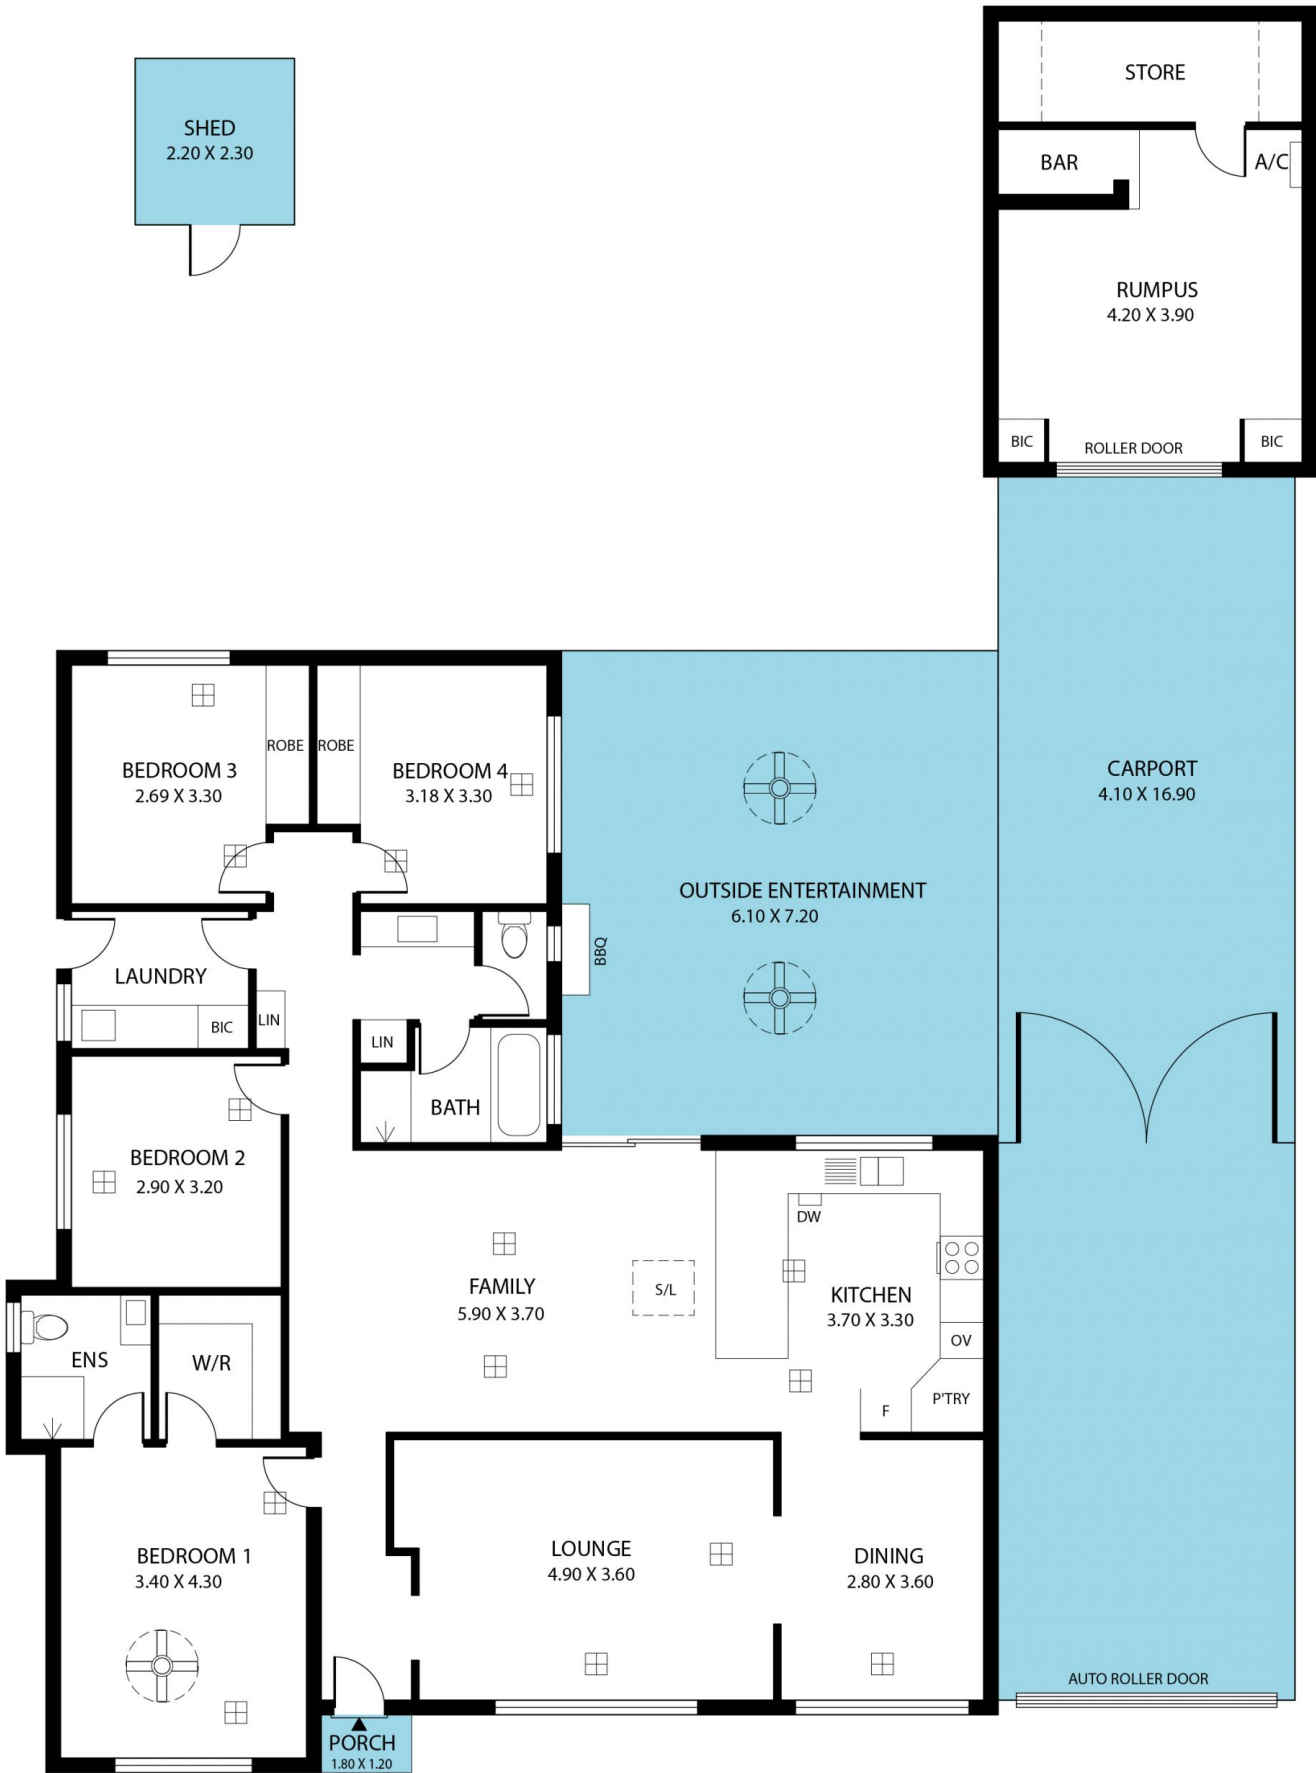 STORE
SHED
2.20 X 2.30
BAR
A/C
RUMPUS
4.20 X 3.90
BIC
ROLLER DOOR
BIC
ROBE
ROBE
BEDROOM 3
2.69 X 3.30
BEDROOM 4
3.18 X 3.30
CARPORT
4.10 X 16.90
OUTSIDE ENTERTAINMENT
6.10 X 7.20
BBQ
LAUNDRY
BIC
LIN
LIN
BATH
BEDROOM 2
2.90 X 3.20
DW
FAMILY
5.90 X 3.70
S/L
KITCHEN
3.70 X 3.30
OV
ENS
W/R
P'TRY
F
BEDROOM 1
3.40 X 4.30
LOUNGE
4.90 X 3.60
DINING
2.80 X 3.60
AUTO ROLLER DOOR
PORCH
1.80 X 1.20